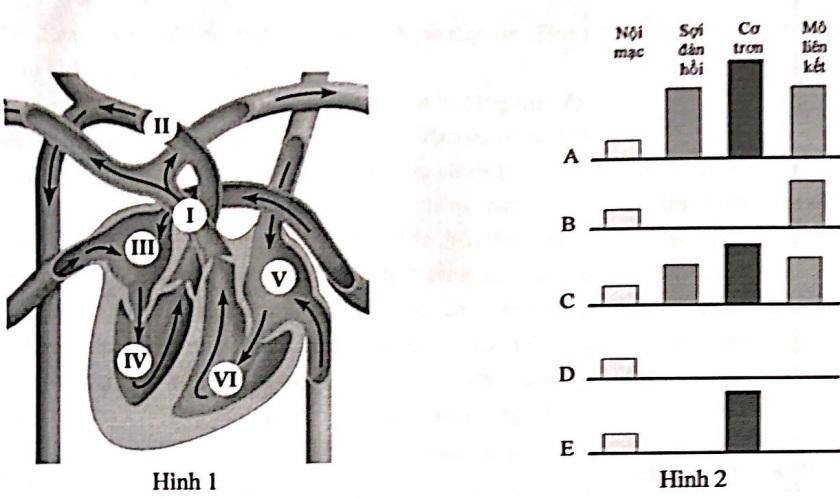 Nội mạc
Sợi đàn hồi
Cơ trơn
Mô liên kết
II
I
III
V
IV
VI
A
B
C
D
E
Hình 1
Hình 2